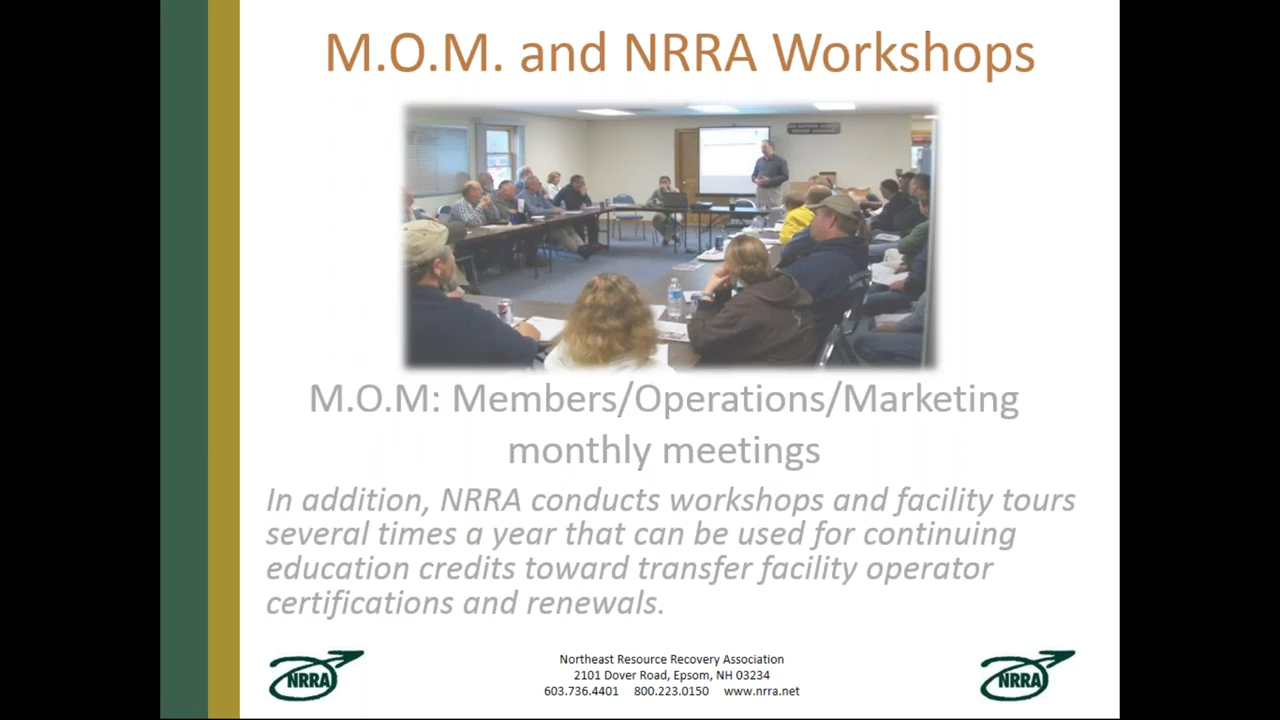 M.O.M. and NRRA Workshops
M.O.M: Members/Operations/Marketing
monthly meetings
In addition, NRRA conducts workshops and facility tours
several times a year that can be used for continuing
education credits toward transfer facility operator
certifications and renewals.
NRRA
Northeast Resource Recovery Association
2101 Dover Road, Epsom, NH 03234
603.736.4401 800.223.0150 www.nrra.net
NRRA